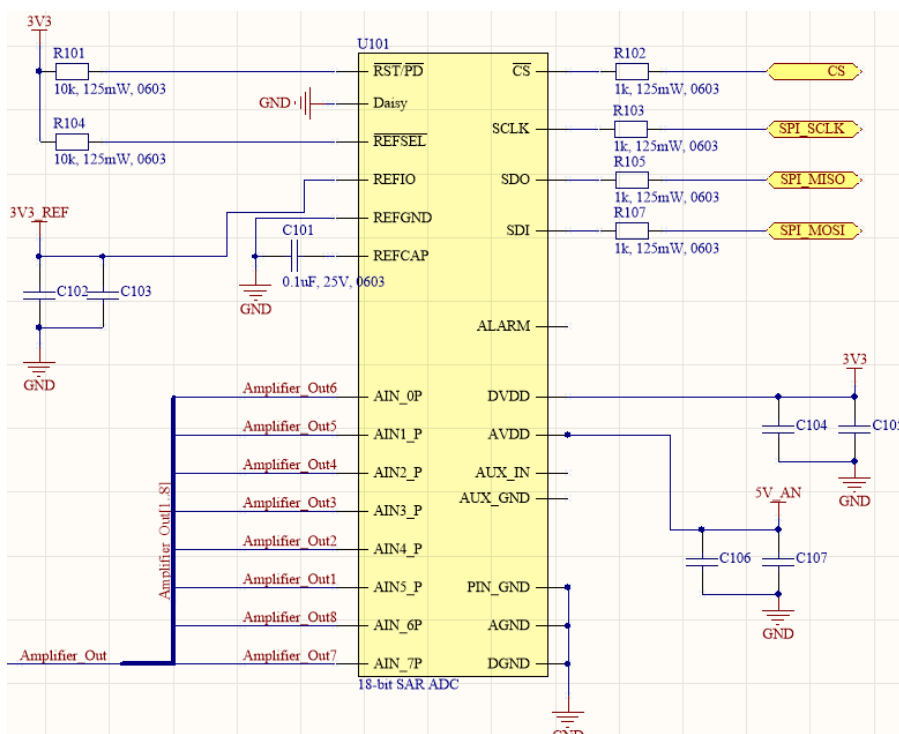 3V3
U101
R101
RST/PD
CS
R102
CS
10k, 125mW, 0603
1k, 125mW, 0603
GND
Daisy
R103
SCLK
SPI_SCLK
R104
REFSEL
1k, 125mW, 0603
10k, 125mW, 0603
R105
REFIO
SDO
SPI_MISO
1k, 125mW, 0603
3V3_REF
REFGND
R107
SDI
SPI_MOSI
C101
1k, 125mW, 0603
REFCAP
0.1uF, 25V, 0603
C102
C103
GND
ALARM
GND
3V3
Amplifier_Out6
AIN_0P
DVDD
C104
Amplifier_Out5
AIN1_P
AVDD
Amplifier_Out4
AIN2_P
AUX_IN
AUX_GND
GND
5V_AN
Amplifier_Out3
AIN3_P
Amplifier_Out[1..8]
Amplifier_Out2
AIN4_P
C106
C107
Amplifier_Out1
AIN5_P
PIN_GND
Amplifier_Out8
AIN_6P
AGND
GND
Amplifier_Out
Amplifier_Out7
AIN_7P
DGND
18-bit SAR ADC
GND